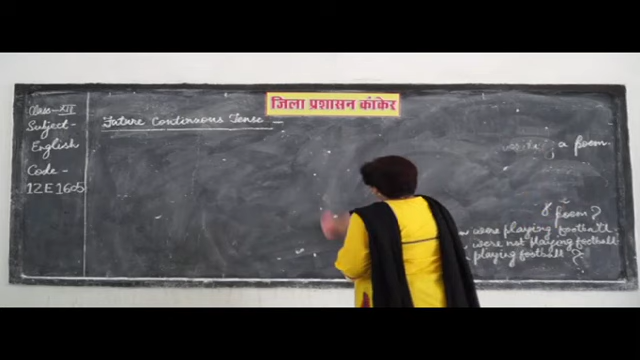 जिला प्रशासन कांकेर
Class - XII
Subject -
English
Code -
12E1605
Future Continuous Tense -
a poem.
poem?
were playing football.
were not playing football
playing football ?